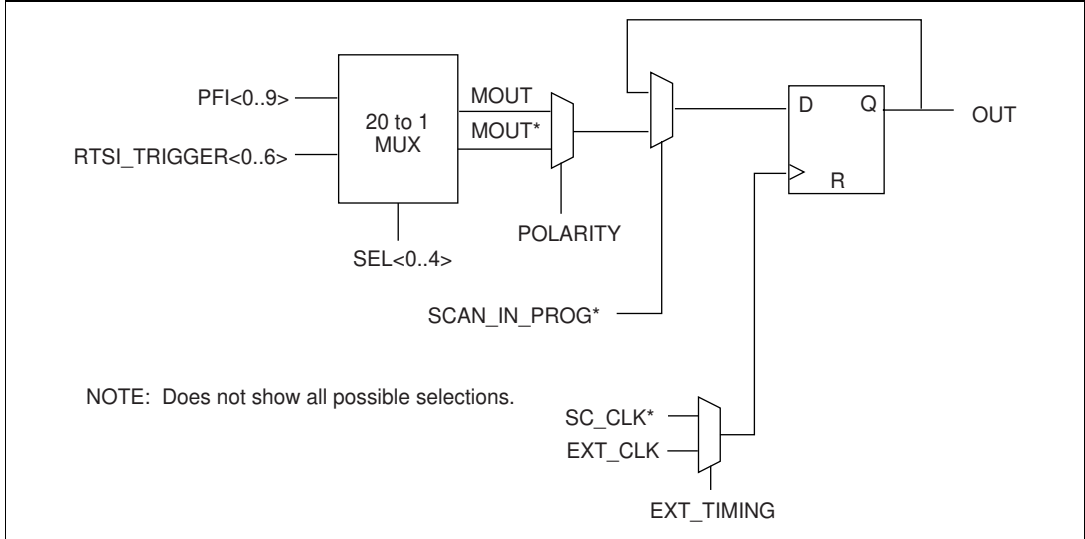 PFI<0..9>
RTSI_TRIGGER<0..6>
20 to 1
MUX
SEL<0..4>
MOUT
MOUT*
POLARITY
SCAN_IN_PROG*
D
Q
R
OUT
NOTE: Does not show all possible selections.
SC_CLK*
EXT_CLK
EXT_TIMING